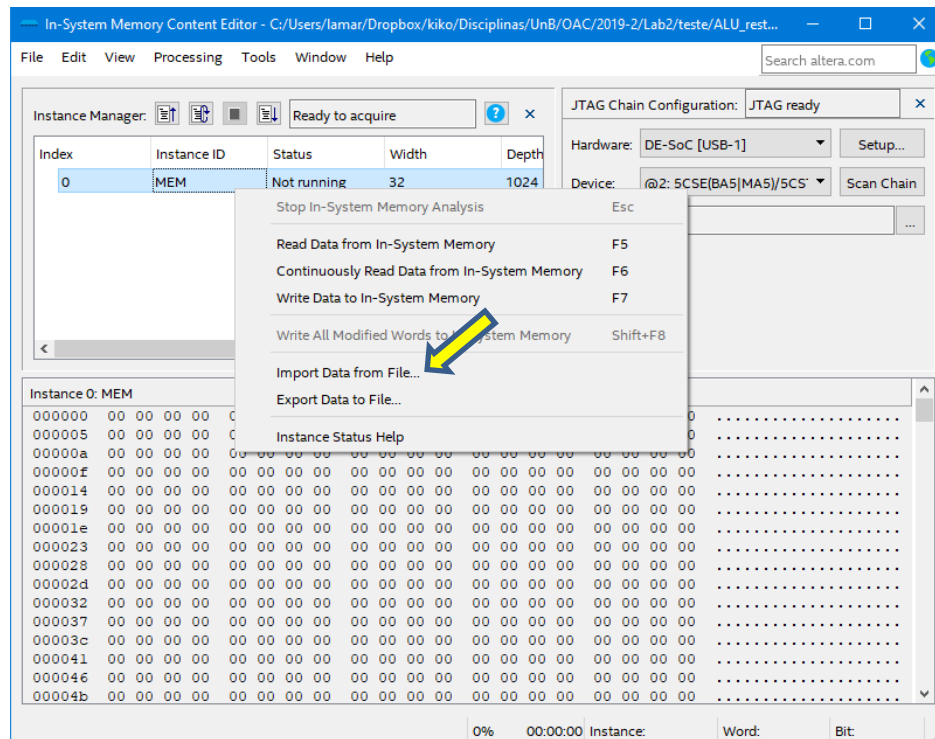 In-System Memory Content Editor - C:/Users/lamar/Dropbox/kiko/Disciplinas/UnB/OAC/2019-2/Lab2/teste/ALU_rest...
File Edit View Processing Tools Window Help
Search altera.com
Instance Manager: Ready to acquire
JTAG Chain Configuration: JTAG ready
Index Instance ID Status Width Depth
0 MEM Not running 32 1024
Hardware: DE-SoC [USB-1] Setup...
Device: @2: 5CSE(BA5|MA5)/5CS Scan Chain
...
Stop In-System Memory Analysis Esc
Read Data from In-System Memory F5
Continuously Read Data from In-System Memory F6
Write Data to In-System Memory F7
Write All Modified Words to In-System Memory Shift+F8
Import Data from File...
Export Data to File...
Instance Status Help
Instance 0: MEM
000000 00 00 00 00
000005 00 00 00 00
00000a 00 00 00 00 00 00 00 00 00 00 00 00 00 00 00 00 00 00 00 00 ....................
00000f 00 00 00 00 00 00 00 00 00 00 00 00 00 00 00 00 00 00 00 00 ....................
000014 00 00 00 00 00 00 00 00 00 00 00 00 00 00 00 00 00 00 00 00 ....................
000019 00 00 00 00 00 00 00 00 00 00 00 00 00 00 00 00 00 00 00 00 ....................
00001e 00 00 00 00 00 00 00 00 00 00 00 00 00 00 00 00 00 00 00 00 ....................
000023 00 00 00 00 00 00 00 00 00 00 00 00 00 00 00 00 00 00 00 00 ....................
000028 00 00 00 00 00 00 00 00 00 00 00 00 00 00 00 00 00 00 00 00 ....................
00002d 00 00 00 00 00 00 00 00 00 00 00 00 00 00 00 00 00 00 00 00 ....................
000032 00 00 00 00 00 00 00 00 00 00 00 00 00 00 00 00 00 00 00 00 ....................
000037 00 00 00 00 00 00 00 00 00 00 00 00 00 00 00 00 00 00 00 00 ....................
00003c 00 00 00 00 00 00 00 00 00 00 00 00 00 00 00 00 00 00 00 00 ....................
000041 00 00 00 00 00 00 00 00 00 00 00 00 00 00 00 00 00 00 00 00 ....................
000046 00 00 00 00 00 00 00 00 00 00 00 00 00 00 00 00 00 00 00 00 ....................
00004b 00 00 00 00 00 00 00 00 00 00 00 00 00 00 00 00 00 00 00 00 ....................
0% 00:00:00 Instance: Word: Bit: